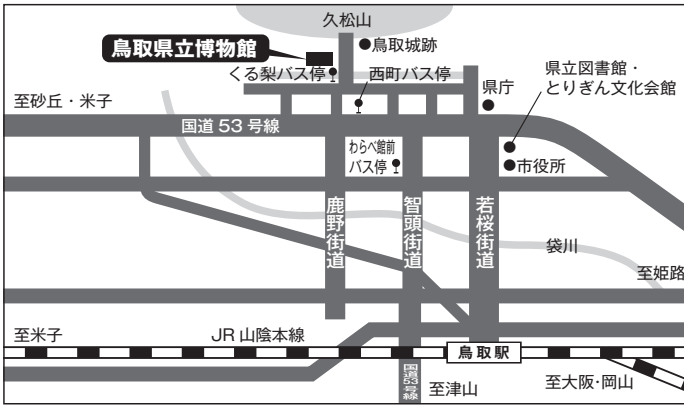 久松山
鳥取城跡
鳥取県立博物館
くる梨バス停
西町バス停
県立図書館・
とりぎん文化会館
県庁
至砂丘・米子
国道 53 号線
わらべ館前
バス停
市役所
鹿野街道
智頭街道
若桜街道
袋川
至姫路
至米子
JR 山陰本線
鳥取駅
国道53号線
至津山
至大阪・岡山